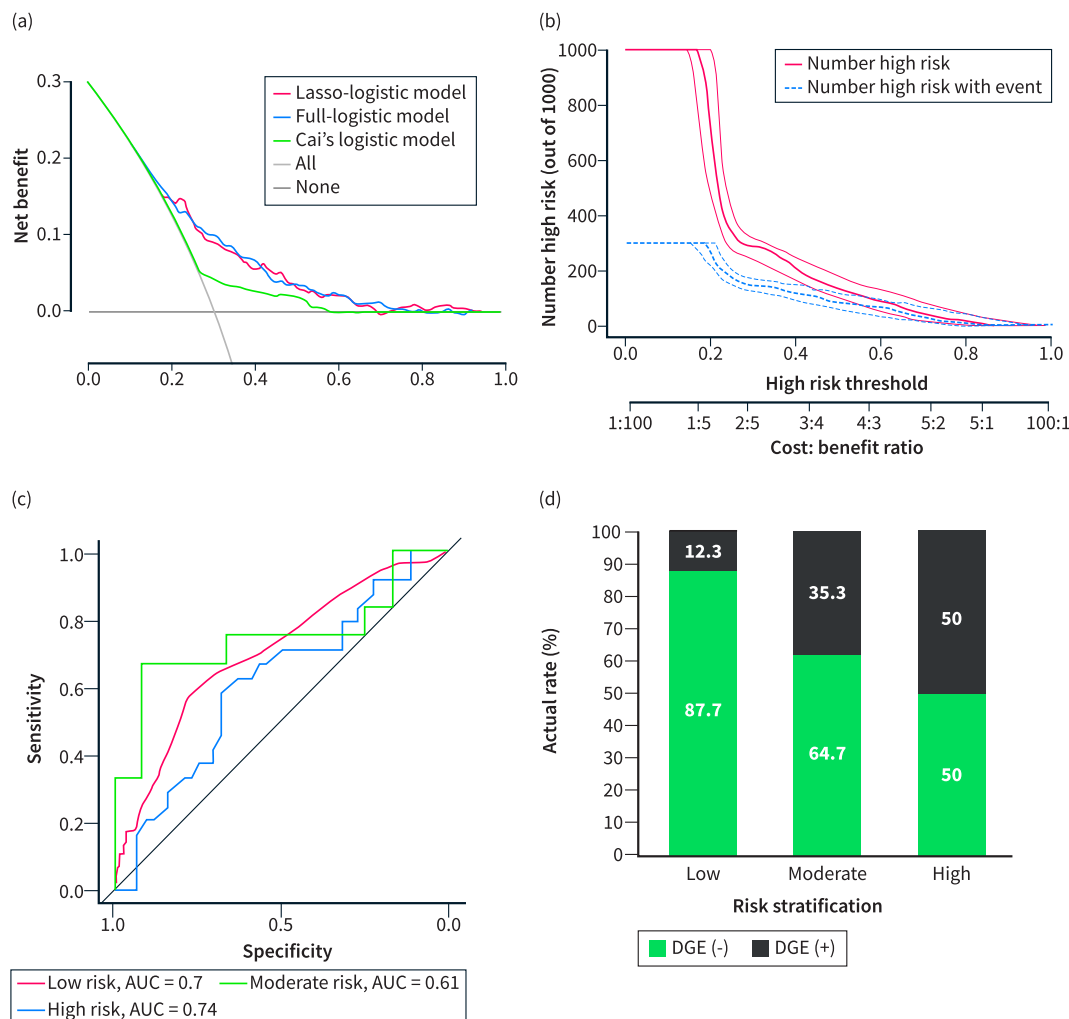 (a)
Net benefit
0.3
0.2
0.1
0.0
Lasso-logistic model
Full-logistic model
Cai's logistic model
All
None
0.0 0.2 0.4 0.6 0.8 1.0
(b)
Number high risk (out of 1000)
1000
800
600
400
200
0
Number high risk
Number high risk with event
0.0 0.2 0.4 0.6 0.8 1.0
High risk threshold
1:100 1:5 2:5 3:4 4:3 5:2 5:1 100:1
Cost: benefit ratio
(c)
Sensitivity
1.0
0.8
0.6
0.4
0.2
0.0
1.0 0.5 0.0
Specificity
Low risk, AUC = 0.7 Moderate risk, AUC = 0.61
High risk, AUC = 0.74
(d)
Actual rate (%)
100
90
80
70
60
50
40
30
20
10
0
12.3
87.7
35.3
64.7
50
50
Low Moderate High
Risk stratification
DGE (-) DGE (+)